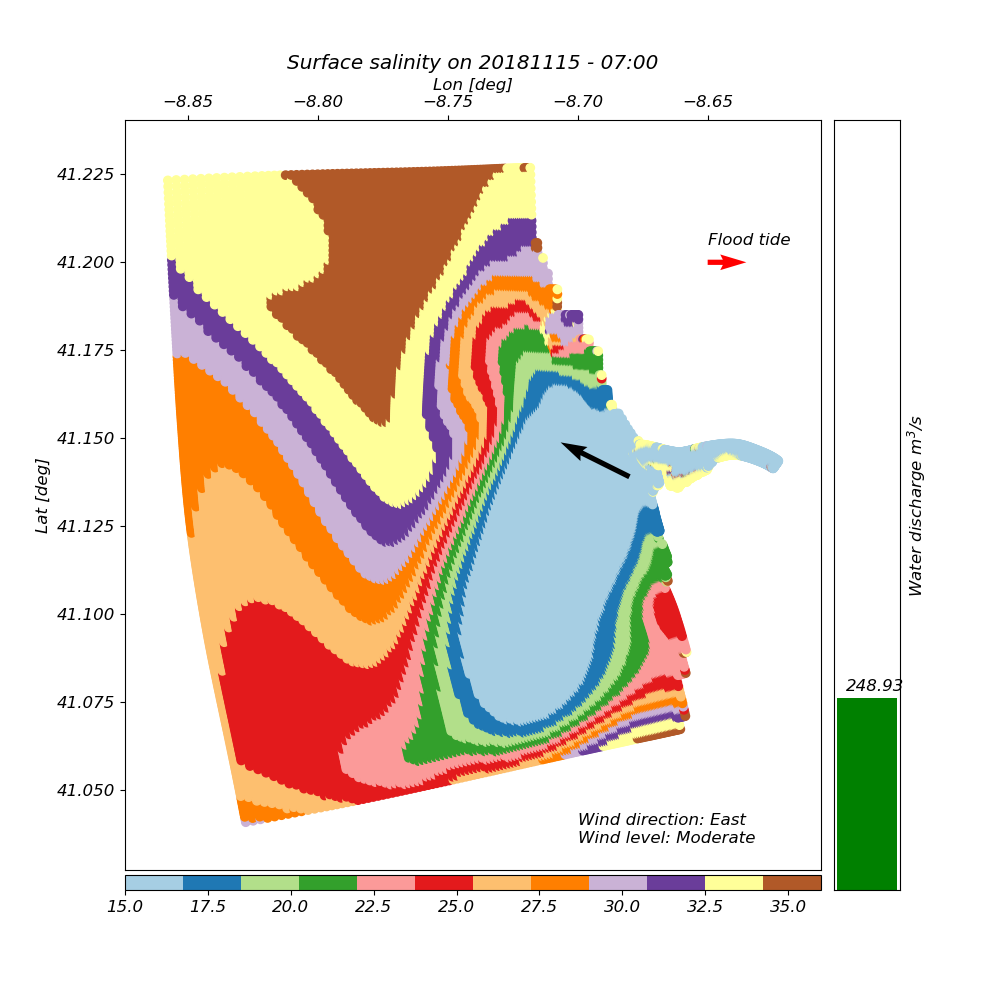 Surface salinity on 20181115 - 07:00
Lon [deg]
−8.85 −8.80 −8.75 −8.70 −8.65
41.225
41.200
41.175
41.150
41.125
41.100
41.075
41.050
Lat [deg]
Flood tide
Wind direction: East
Wind level: Moderate
248.93
Water discharge m³/s
15.0 17.5 20.0 22.5 25.0 27.5 30.0 32.5 35.0